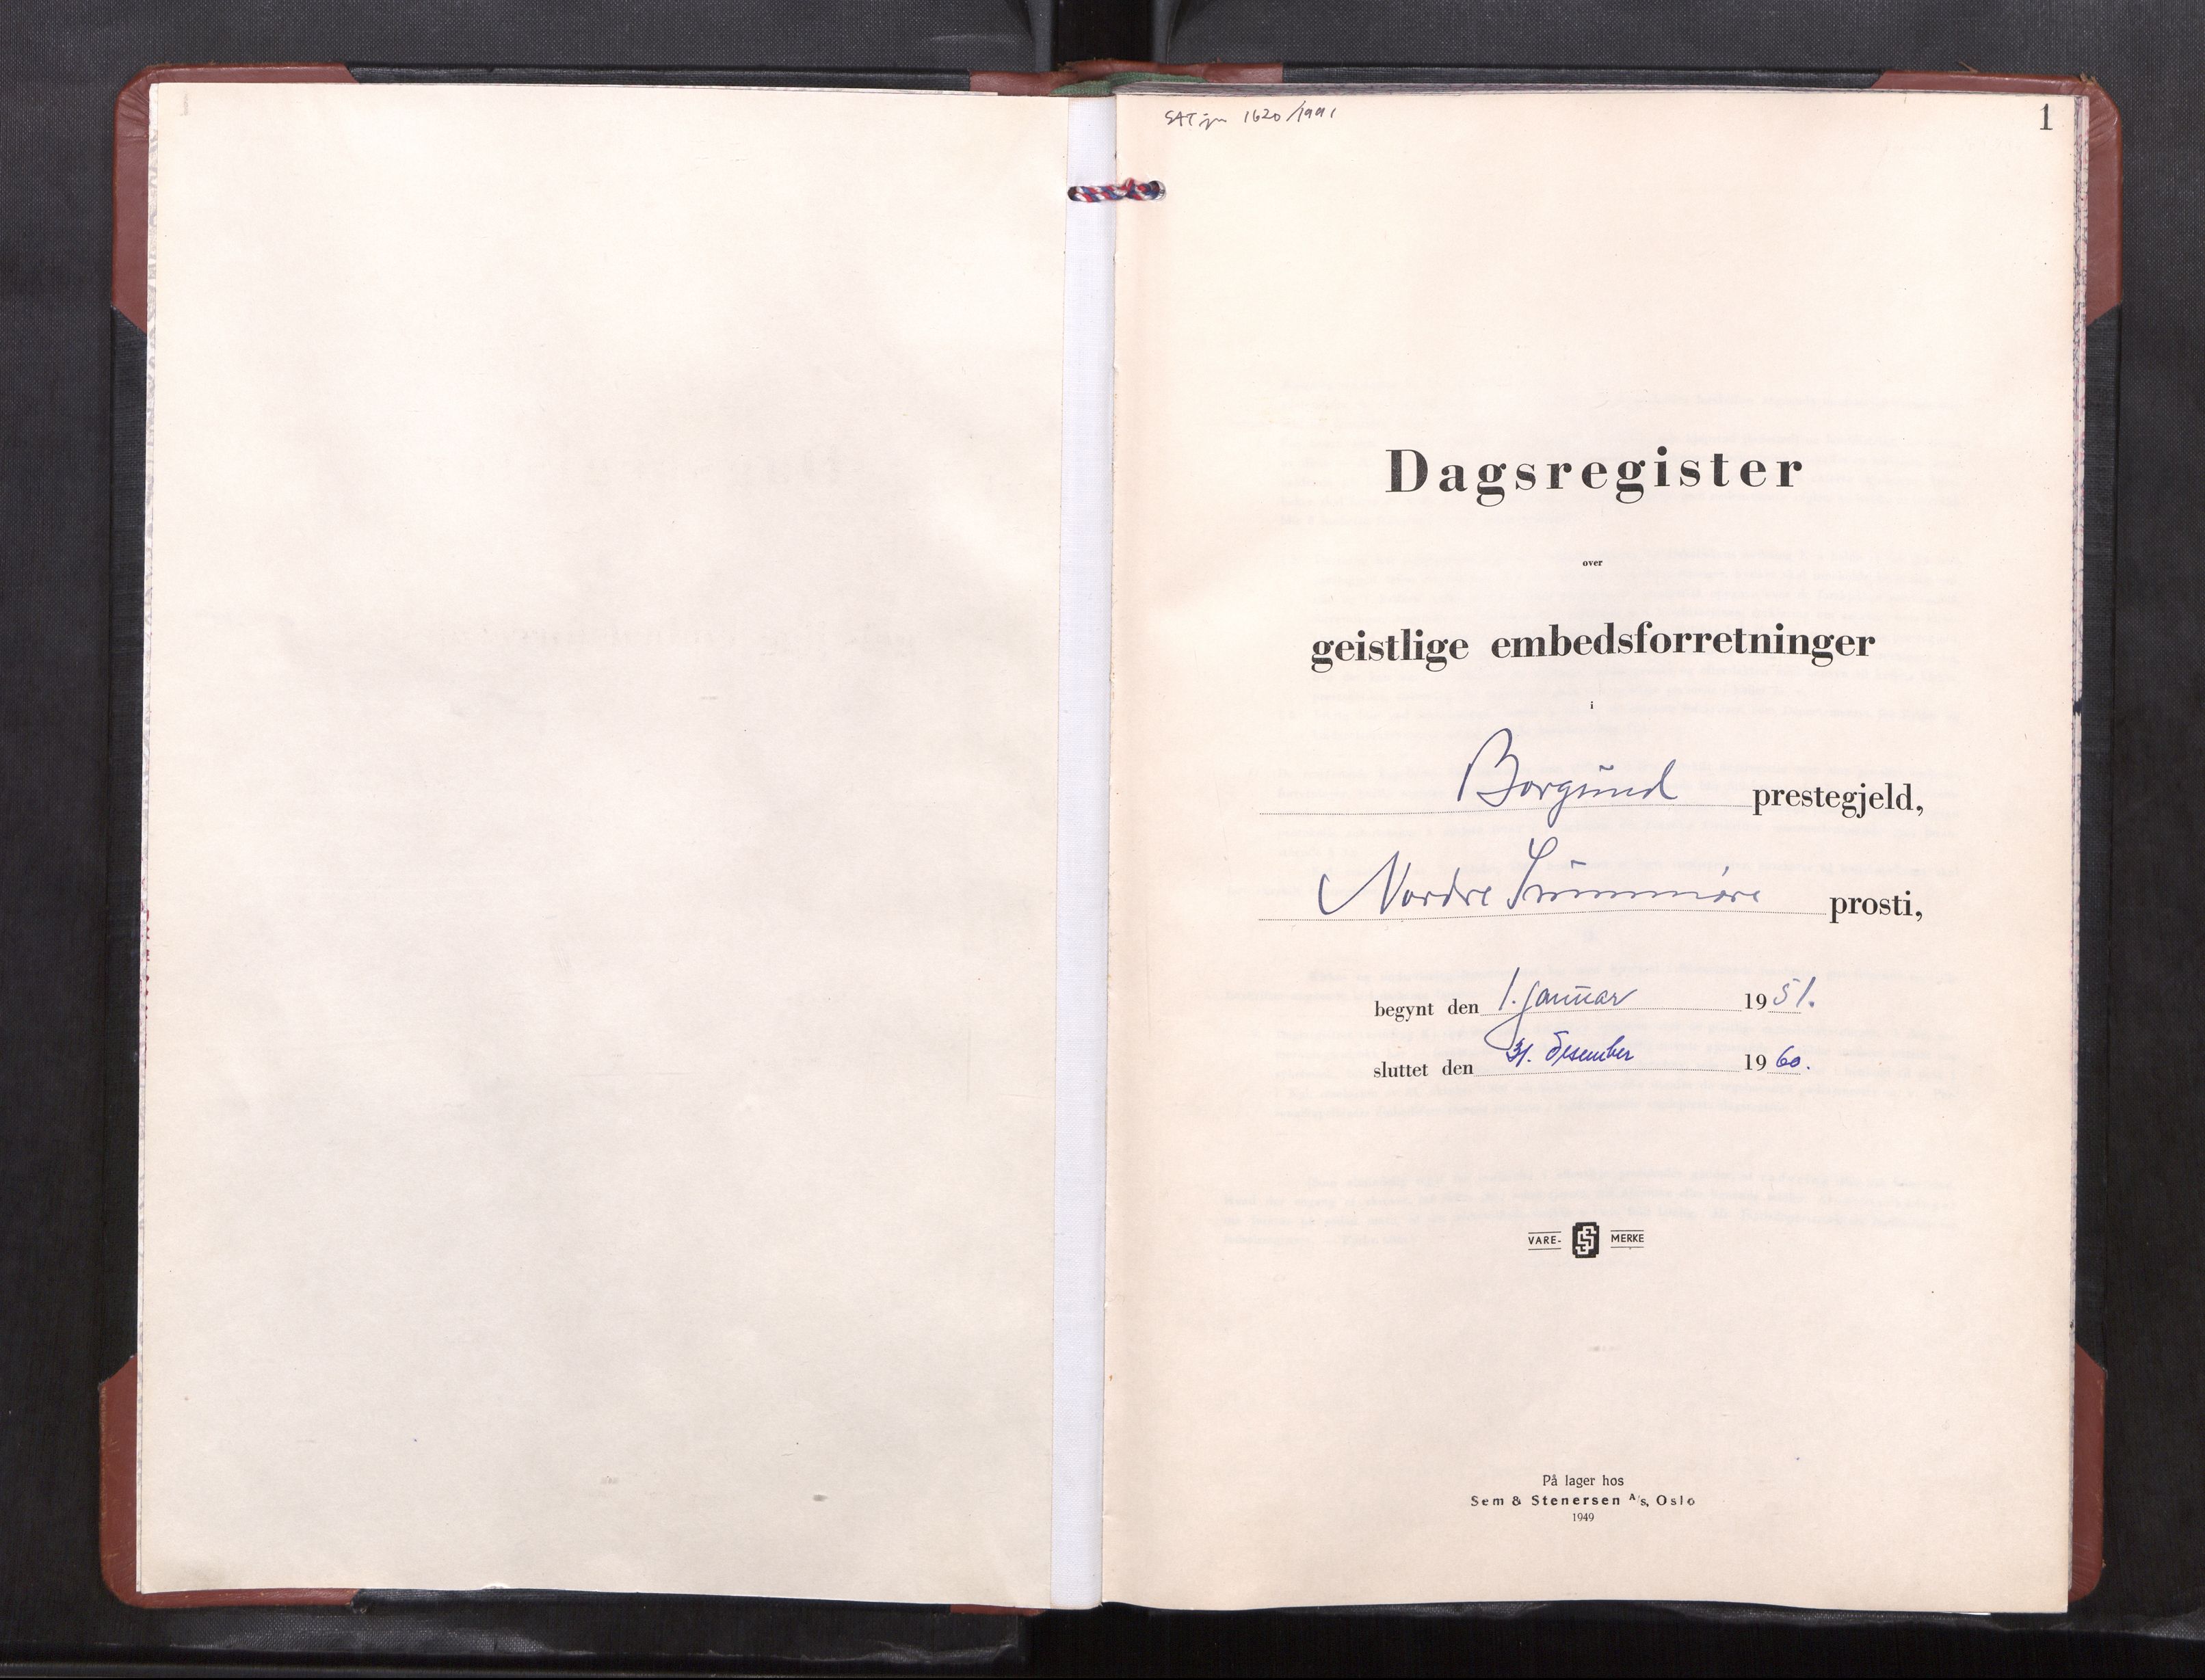 SAT jnr 1620/1991
1
Dagsregister
over
geistlige embedsforretninger
i
Borgund prestegjeld,
Nordre Sunnmøre prosti,
begynt den 1. januar 1951.
sluttet den 31. desember 1960.
VARE- MERKE
På lager hos
Sem & Stenersen A/s, Oslo
1949